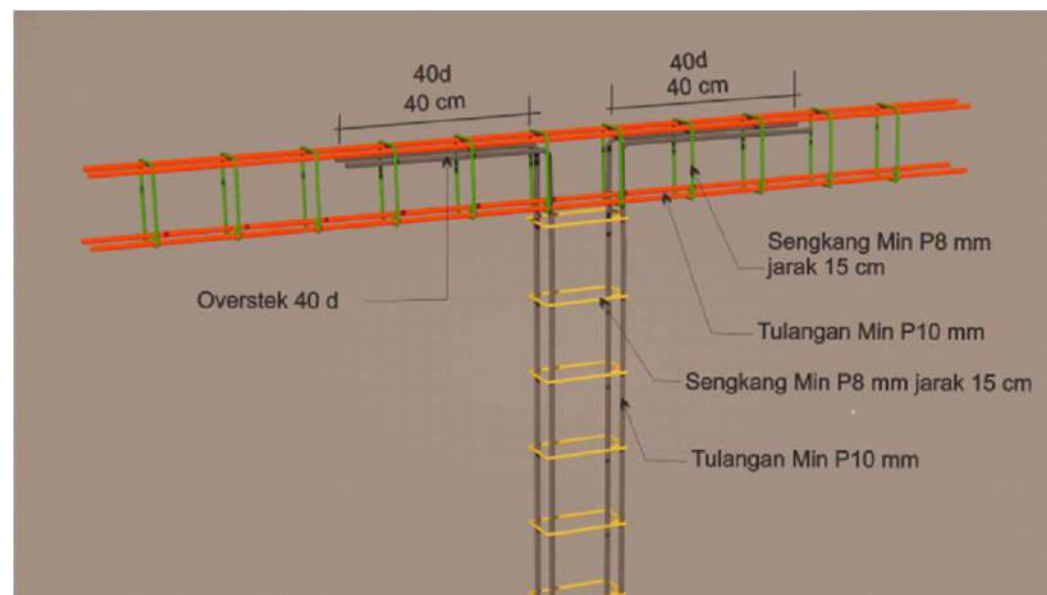 40d
40 cm
40d
40 cm
Sengkang Min P8 mm
jarak 15 cm
Overstek 40 d
Tulangan Min P10 mm
Sengkang Min P8 mm jarak 15 cm
Tulangan Min P10 mm